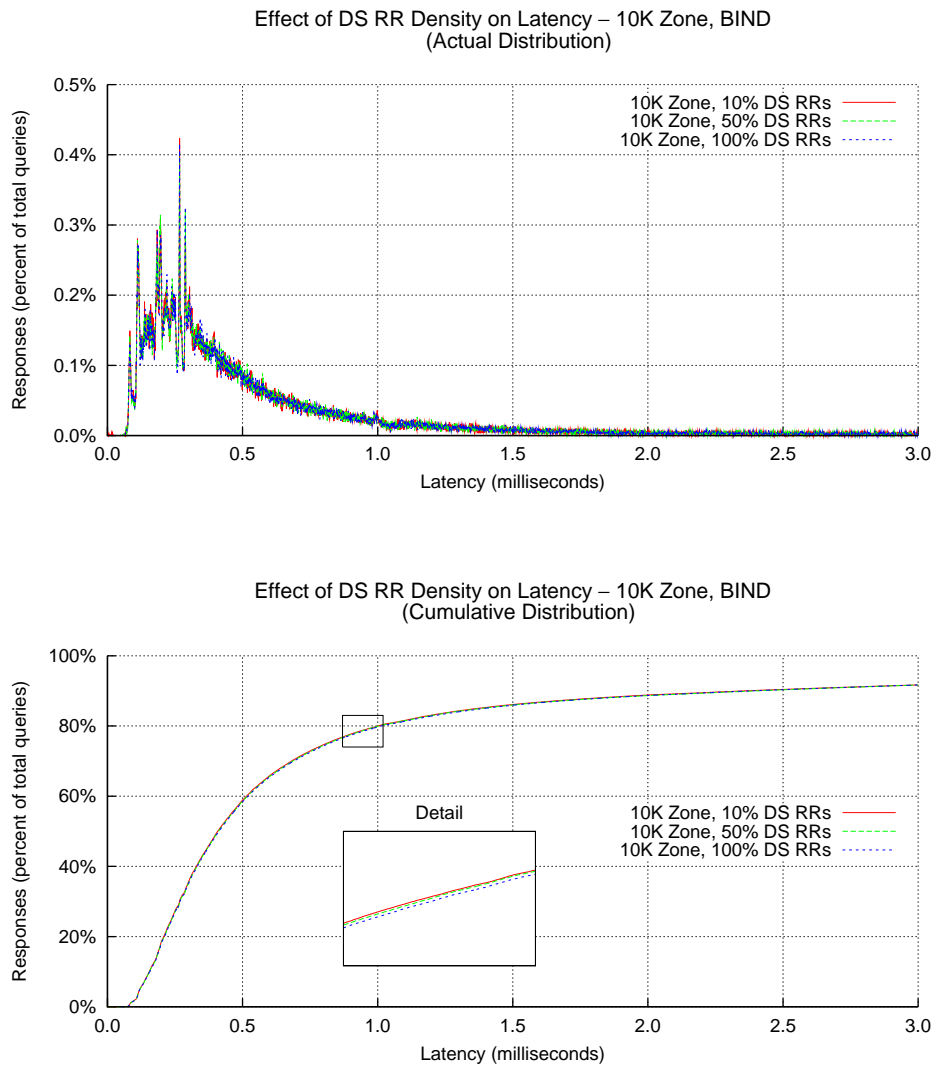 Effect of DS RR Density on Latency – 10K Zone, BIND
(Actual Distribution)
Responses (percent of total queries)
0.5%
0.4%
0.3%
0.2%
0.1%
0.0%
10K Zone, 10% DS RRs
10K Zone, 50% DS RRs
10K Zone, 100% DS RRs
0.0 0.5 1.0 1.5 2.0 2.5 3.0
Latency (milliseconds)
Effect of DS RR Density on Latency – 10K Zone, BIND
(Cumulative Distribution)
Responses (percent of total queries)
100%
80%
60%
40%
20%
0%
Detail
10K Zone, 10% DS RRs
10K Zone, 50% DS RRs
10K Zone, 100% DS RRs
0.0 0.5 1.0 1.5 2.0 2.5 3.0
Latency (milliseconds)